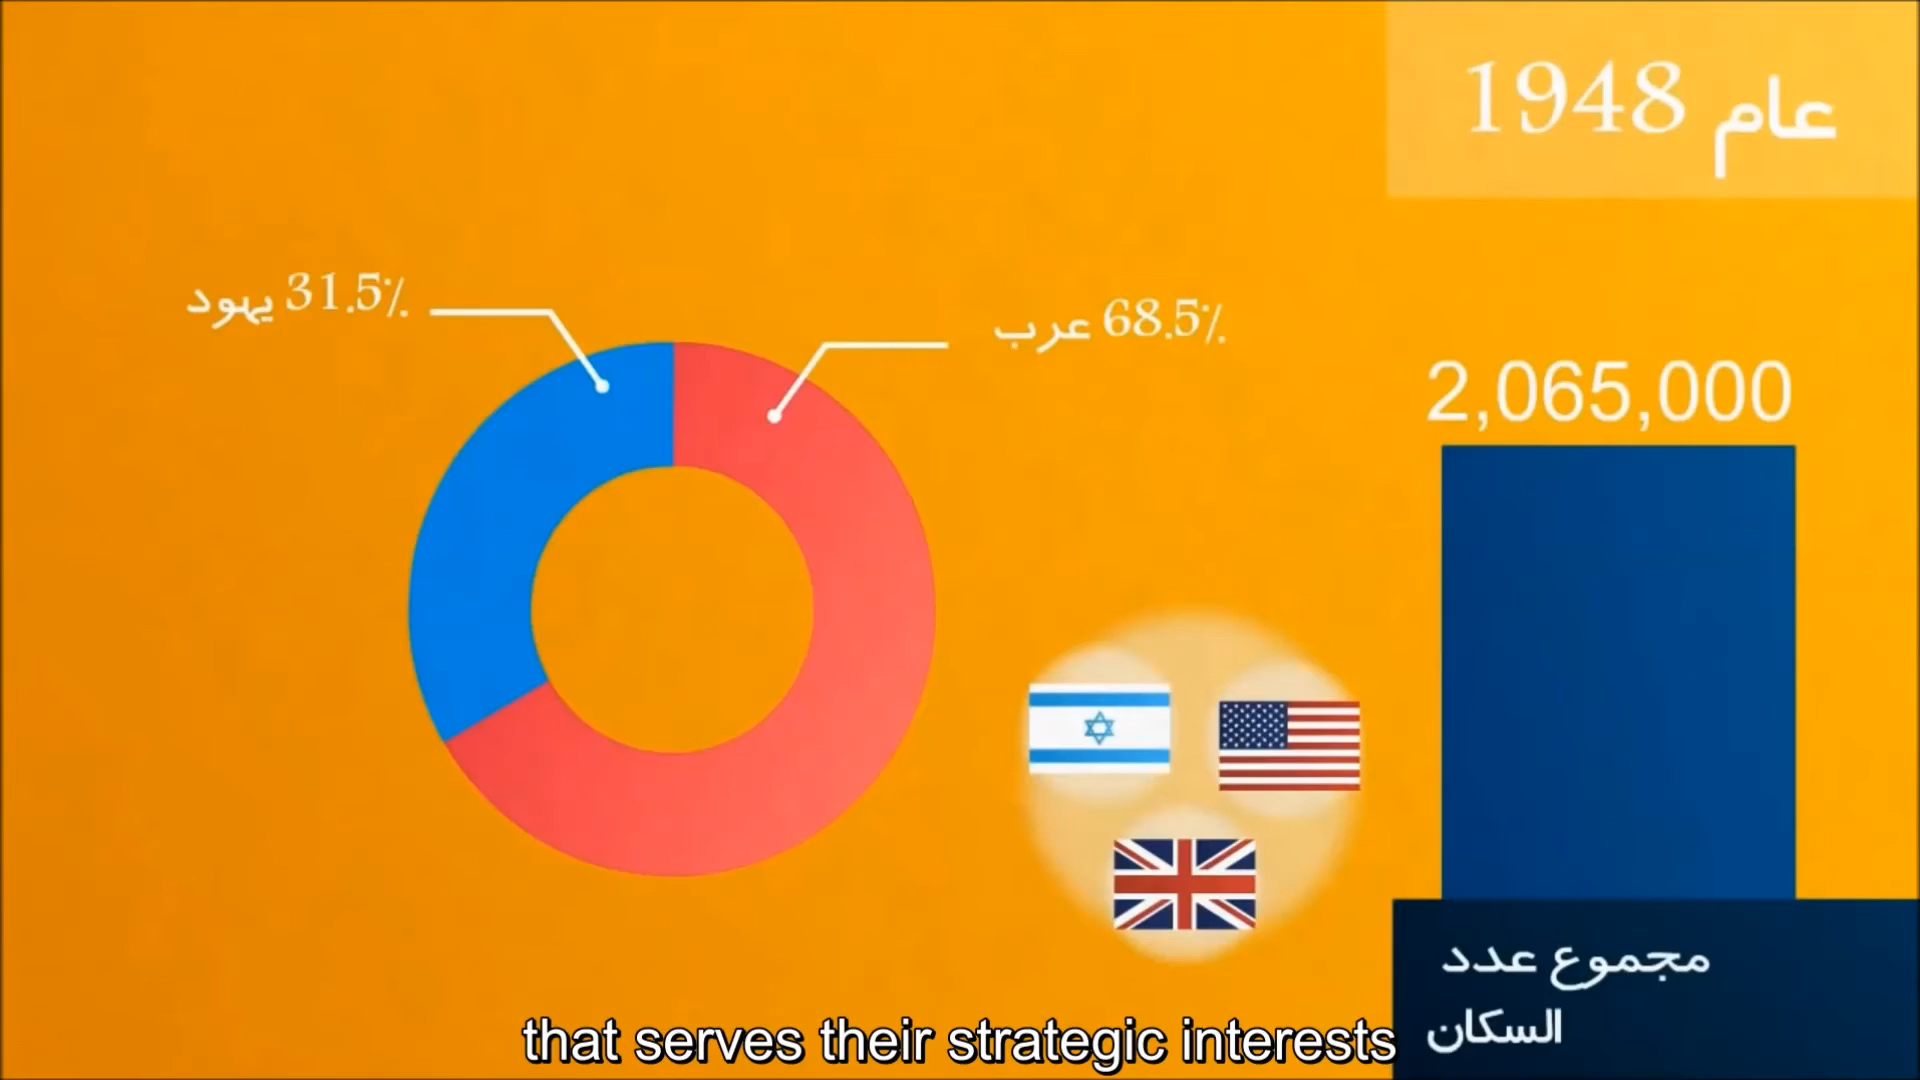 عام 1948
68.5٪ عرب
31.5٪ يهود
2,065,000
مجموع عدد
السكان
that serves their strategic interests